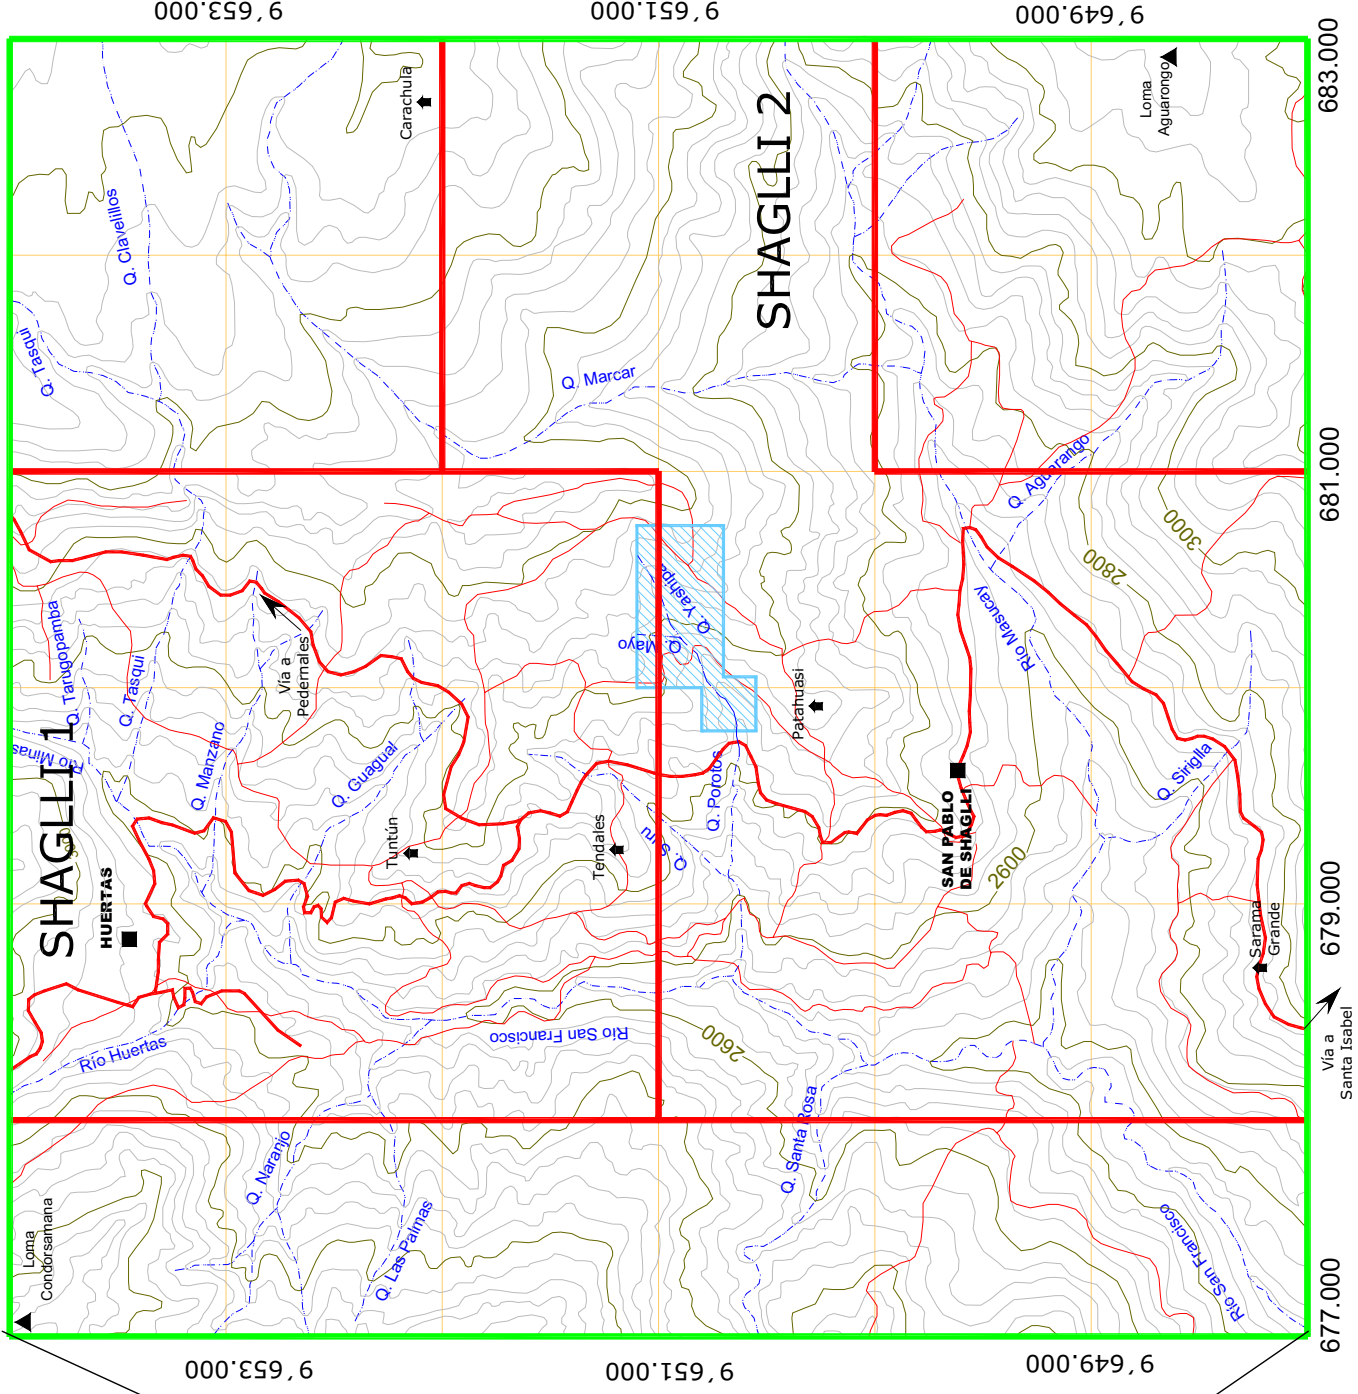 9´653.000
9´651.000
9´649.000
683.000
681.000
679.000
677.000
Carachula
Loma
Aguarongo
SHAGLLI 2
Q. Clavelillos
Q. Tasqui
Q. Marcar
Q. Aguarango
3000
2800
Q. Tarugopamba
Q. Tasqui
Río Minas
Q. Manzano
Vía a
Pedernales
Q. Guagual
Q. Mayo
Q. Yashipa
Patahuasi
Río Masucay
SHAGLLI 1
HUERTAS
Tuntún
Tendales
Q. Suru
Q. Porotos
SAN PABLO
DE SHAGLLI
2600
Q. Siriglla
Sarama
Grande
Río Huertas
Río San Francisco
2600
Vía a
Santa Isabel
Q. Naranjo
Q. Las Palmas
Q. Santa Rosa
Río San Francisco
Loma
Condorsamana
9´653.000
9´651.000
9´649.000